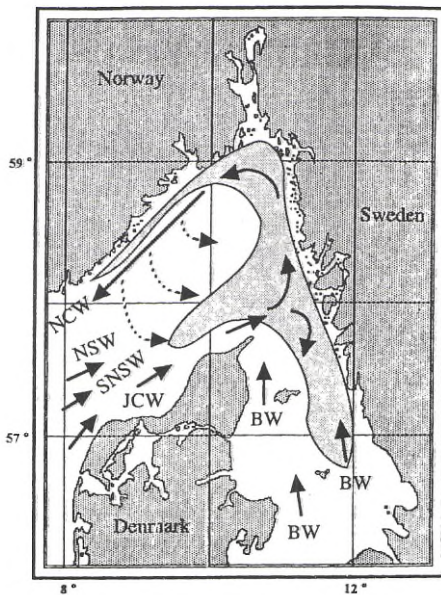 Norway
59°
Sweden
NCW
NSW
SNSW
JCW
BW
57°
BW
BW
Denmark
8°
12°